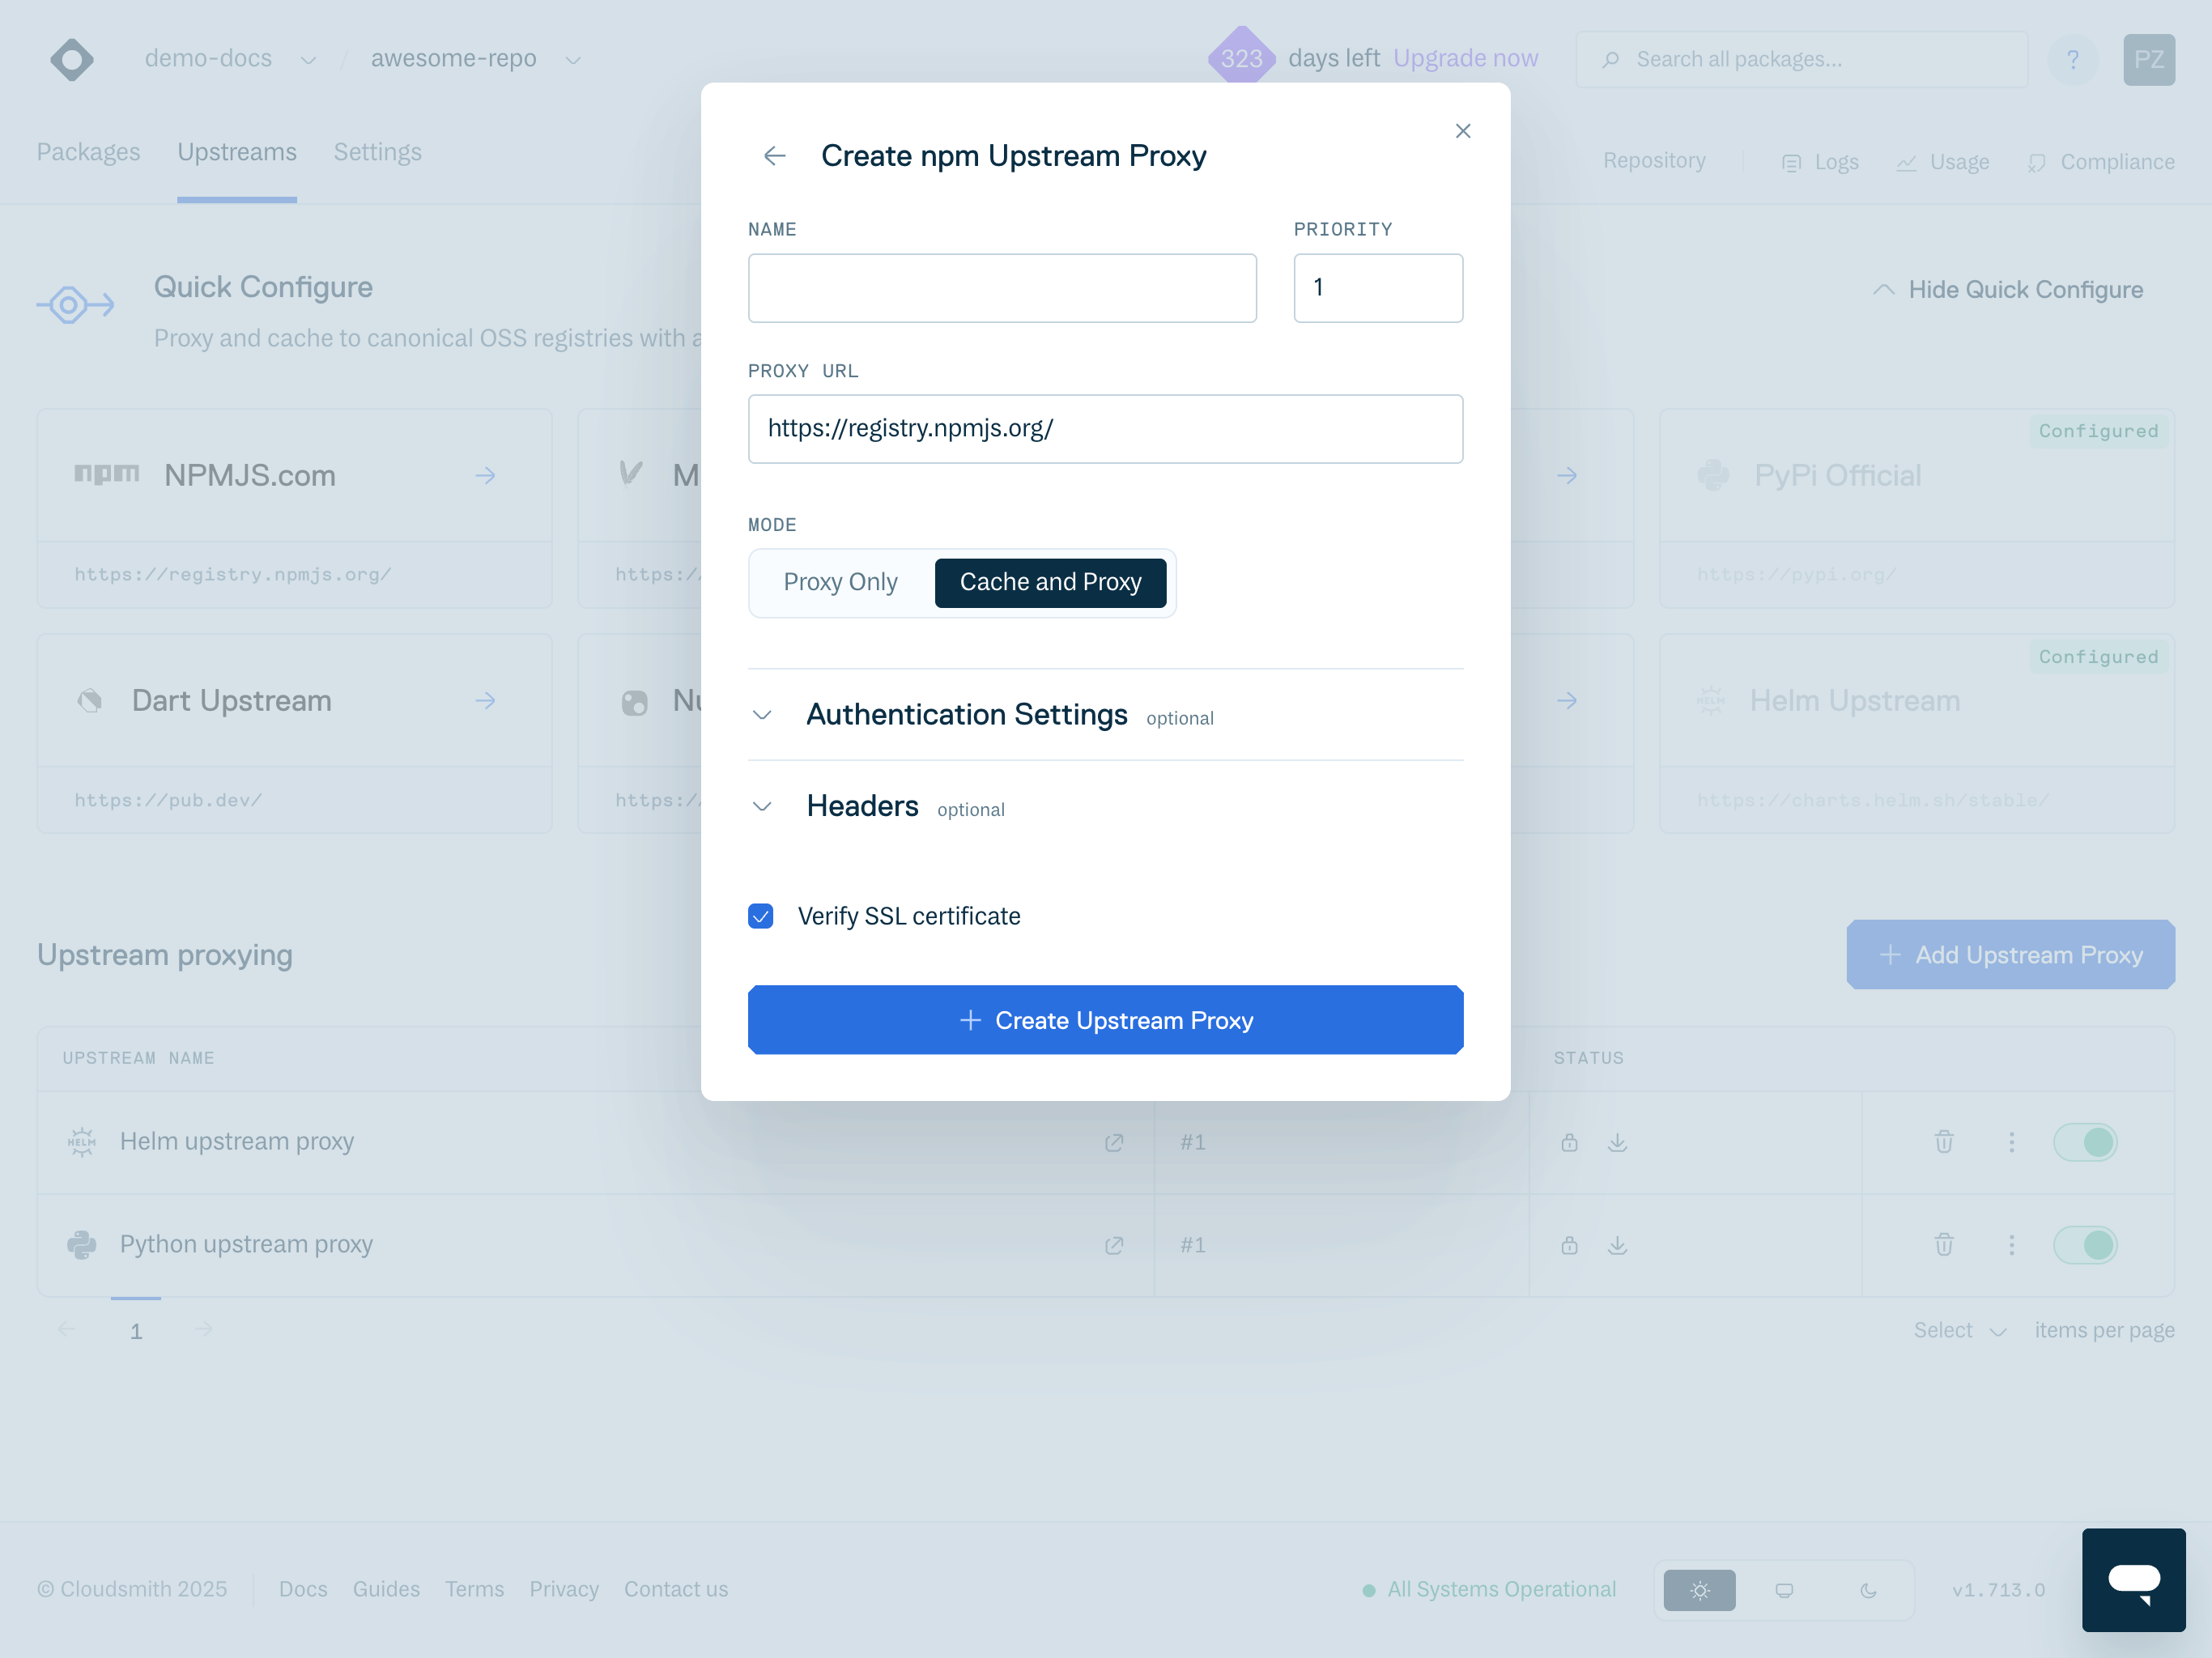 demo-docs / awesome-repo
323 days left Upgrade now
Search all packages...
?
PZ
Packages Upstreams Settings
Repository Logs Usage Compliance
Create npm Upstream Proxy
NAME
PRIORITY
1
PROXY URL
https://registry.npmjs.org/
MODE
Proxy Only Cache and Proxy
Authentication Settings optional
Headers optional
Verify SSL certificate
Create Upstream Proxy
Quick Configure
Proxy and cache to canonical OSS registries with
Hide Quick Configure
npm NPMJS.com
https://registry.npmjs.org/
https:/
Configured
PyPi Official
https://pypi.org/
Dart Upstream
https://pub.dev/
https:/
Configured
HELM Helm Upstream
https://charts.helm.sh/stable/
Upstream proxying
Add Upstream Proxy
UPSTREAM NAME
STATUS
HELM Helm upstream proxy #1
Python upstream proxy #1
1
Select items per page
© Cloudsmith 2025 Docs Guides Terms Privacy Contact us
All Systems Operational
v1.713.0